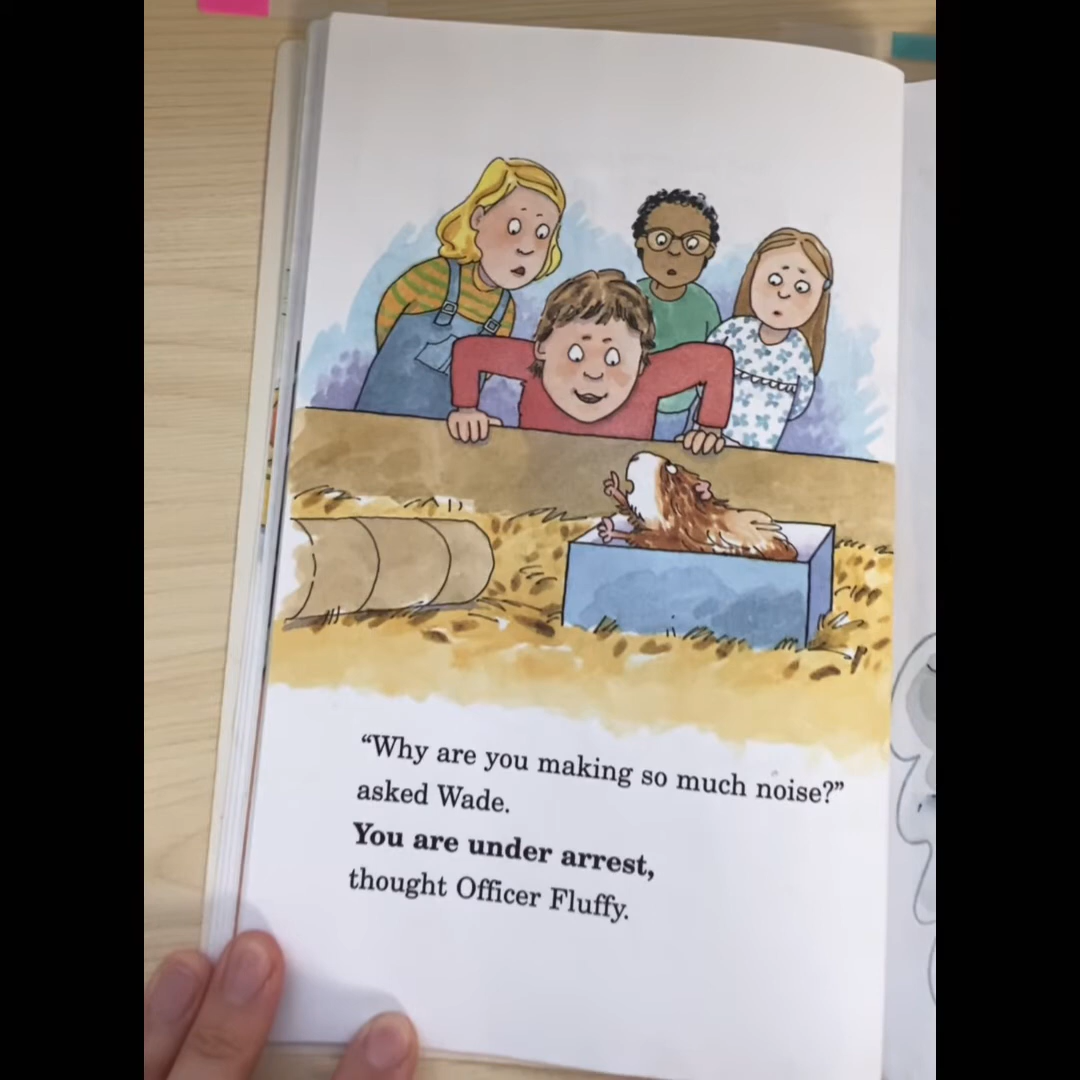 “Why are you making so much noise?”
asked Wade.
You are under arrest,
thought Officer Fluffy.